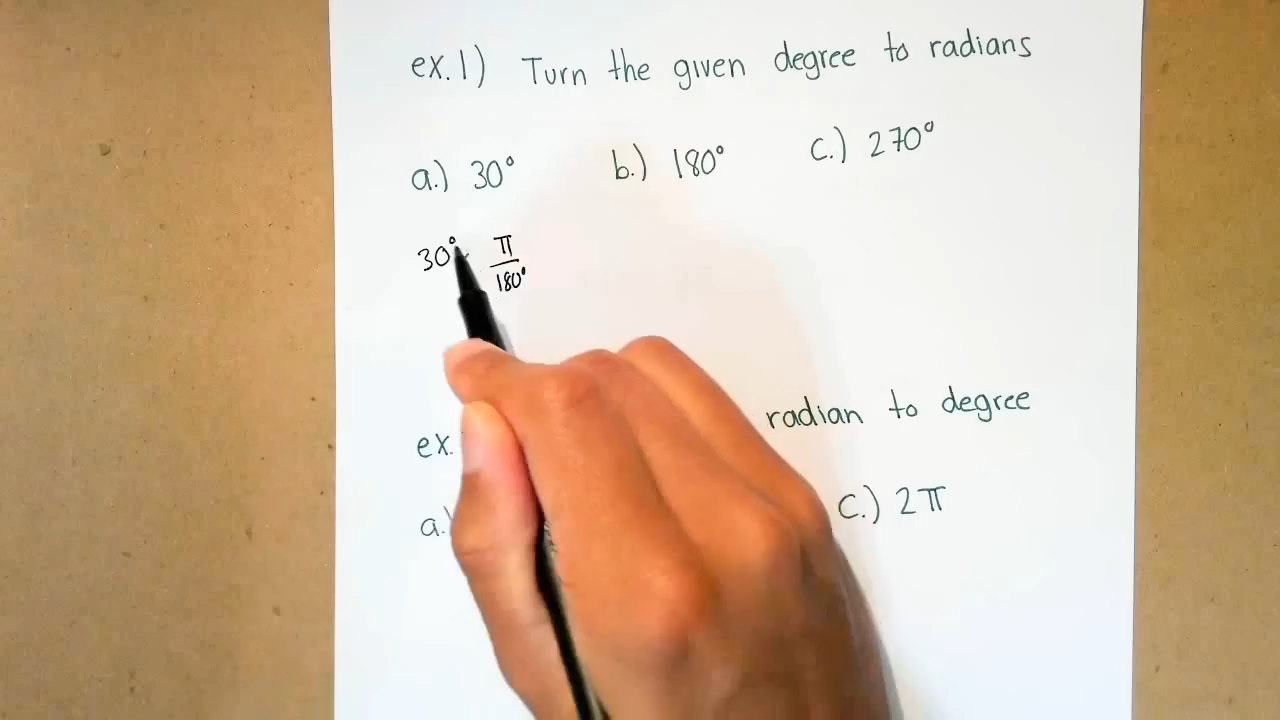 ex. 1) Turn the given degree to radians
a.) 30° b.) 180° c.) 270°
30° · π/180°
ex. radian to degree
a. c.) 2π